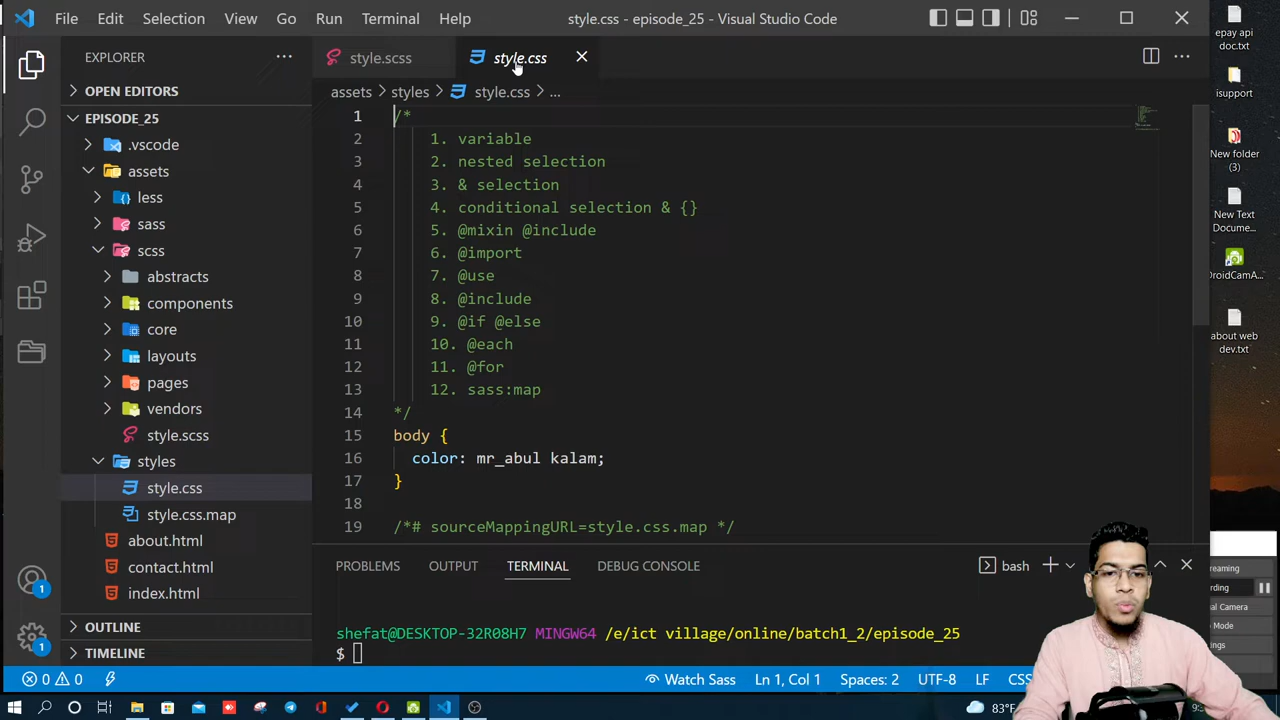 File Edit Selection View Go Run Terminal Help
style.css - episode_25 - Visual Studio Code
EXPLORER
OPEN EDITORS
EPISODE_25
.vscode
assets
less
sass
scss
abstracts
components
core
layouts
pages
vendors
style.scss
styles
style.css
style.css.map
about.html
contact.html
index.html
OUTLINE
TIMELINE
style.scss
style.css
assets > styles > style.css > ...
1 /*
2 1. variable
3 2. nested selection
4 3. & selection
5 4. conditional selection & {}
6 5. @mixin @include
7 6. @import
8 7. @use
9 8. @include
10 9. @if @else
11 10. @each
12 11. @for
13 12. sass:map
14 */
15 body {
16 color: mr_abul kalam;
17 }
18
19 /*# sourceMappingURL=style.css.map */
PROBLEMS OUTPUT TERMINAL DEBUG CONSOLE
bash
shefat@DESKTOP-32R08H7 MINGW64 /e/ict village/online/batch1_2/episode_25
$
1
1
0 0 Watch Sass Ln 1, Col 1 Spaces: 2 UTF-8 LF CSS
83°F
epay api
doc.txt
isupport
New folder
(3)
New Text
Docume...
DroidCamA...
about web
dev.txt